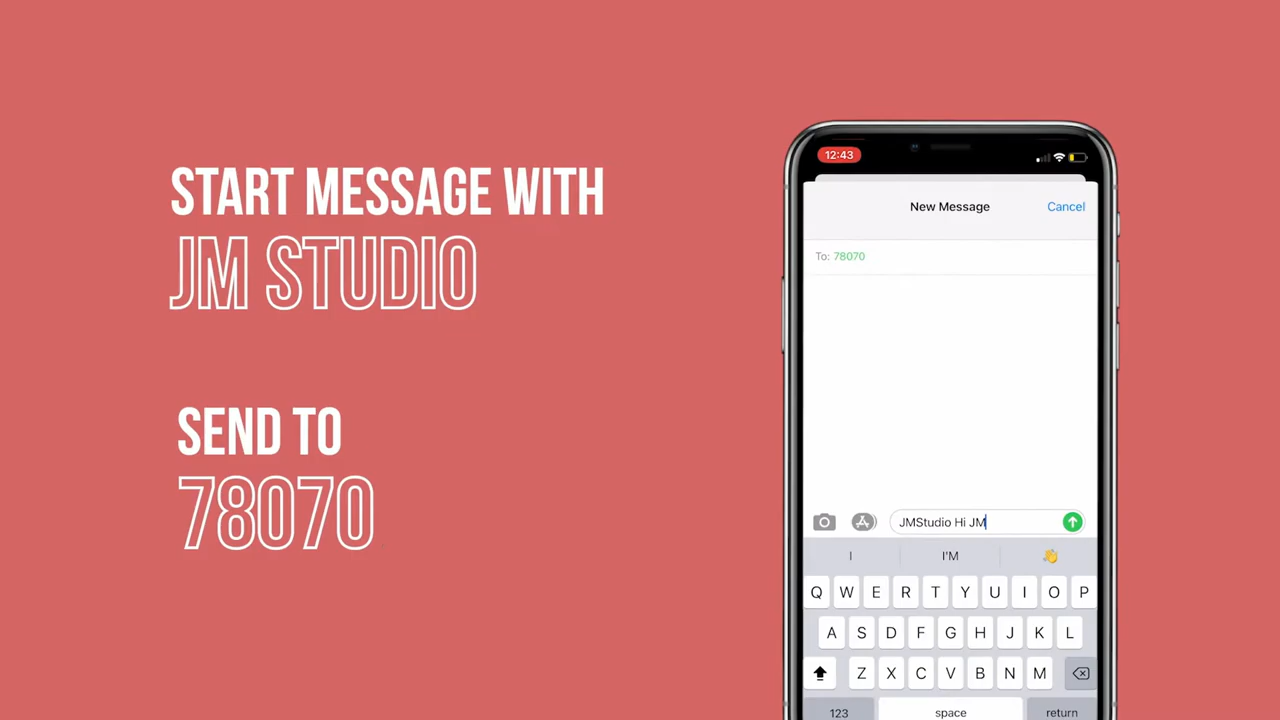 START MESSAGE WITH
JM STUDIO
SEND TO
78070
12:43
New Message
Cancel
To: 78070
JMStudio Hi JM
I
I'M
Q W E R T Y U I O P
A S D F G H J K L
Z X C V B N M
123
space
return